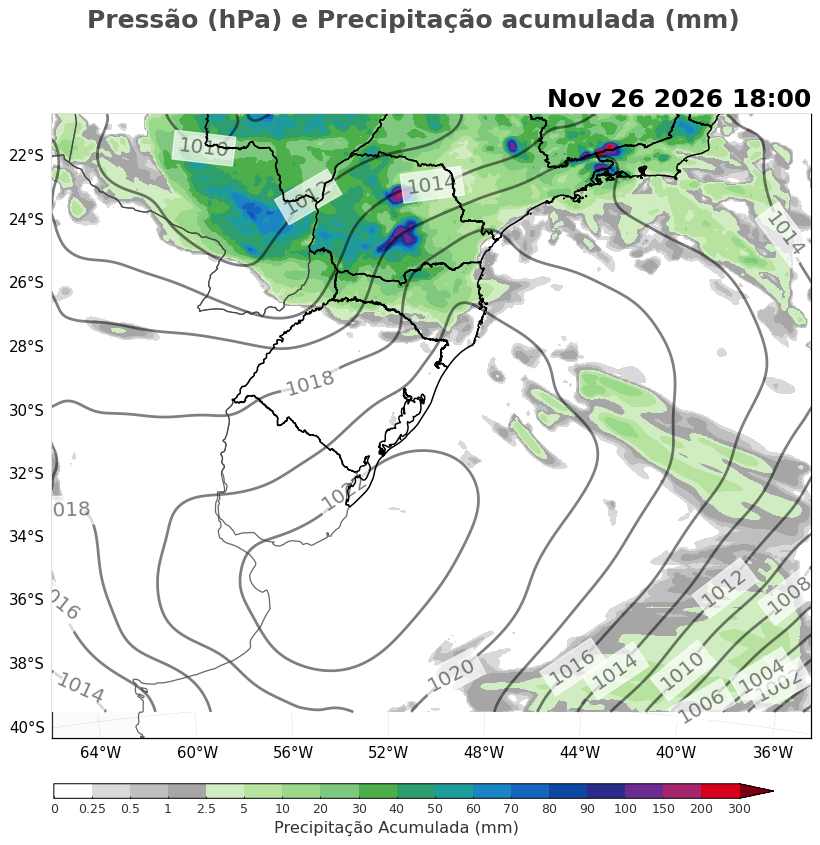 Pressão (hPa) e Precipitação acumulada (mm)
Nov 26 2026 18:00
22°S
24°S
26°S
28°S
30°S
32°S
34°S
36°S
38°S
40°S
1010
1012
1014
1014
1018
1022
1018
1016
1014
1020
1016
1014
1012
1010
1008
1006
1004
1002
64°W 60°W 56°W 52°W 48°W 44°W 40°W 36°W
0 0.25 0.5 1 2.5 5 10 20 30 40 50 60 70 80 90 100 150 200 300
Precipitação Acumulada (mm)